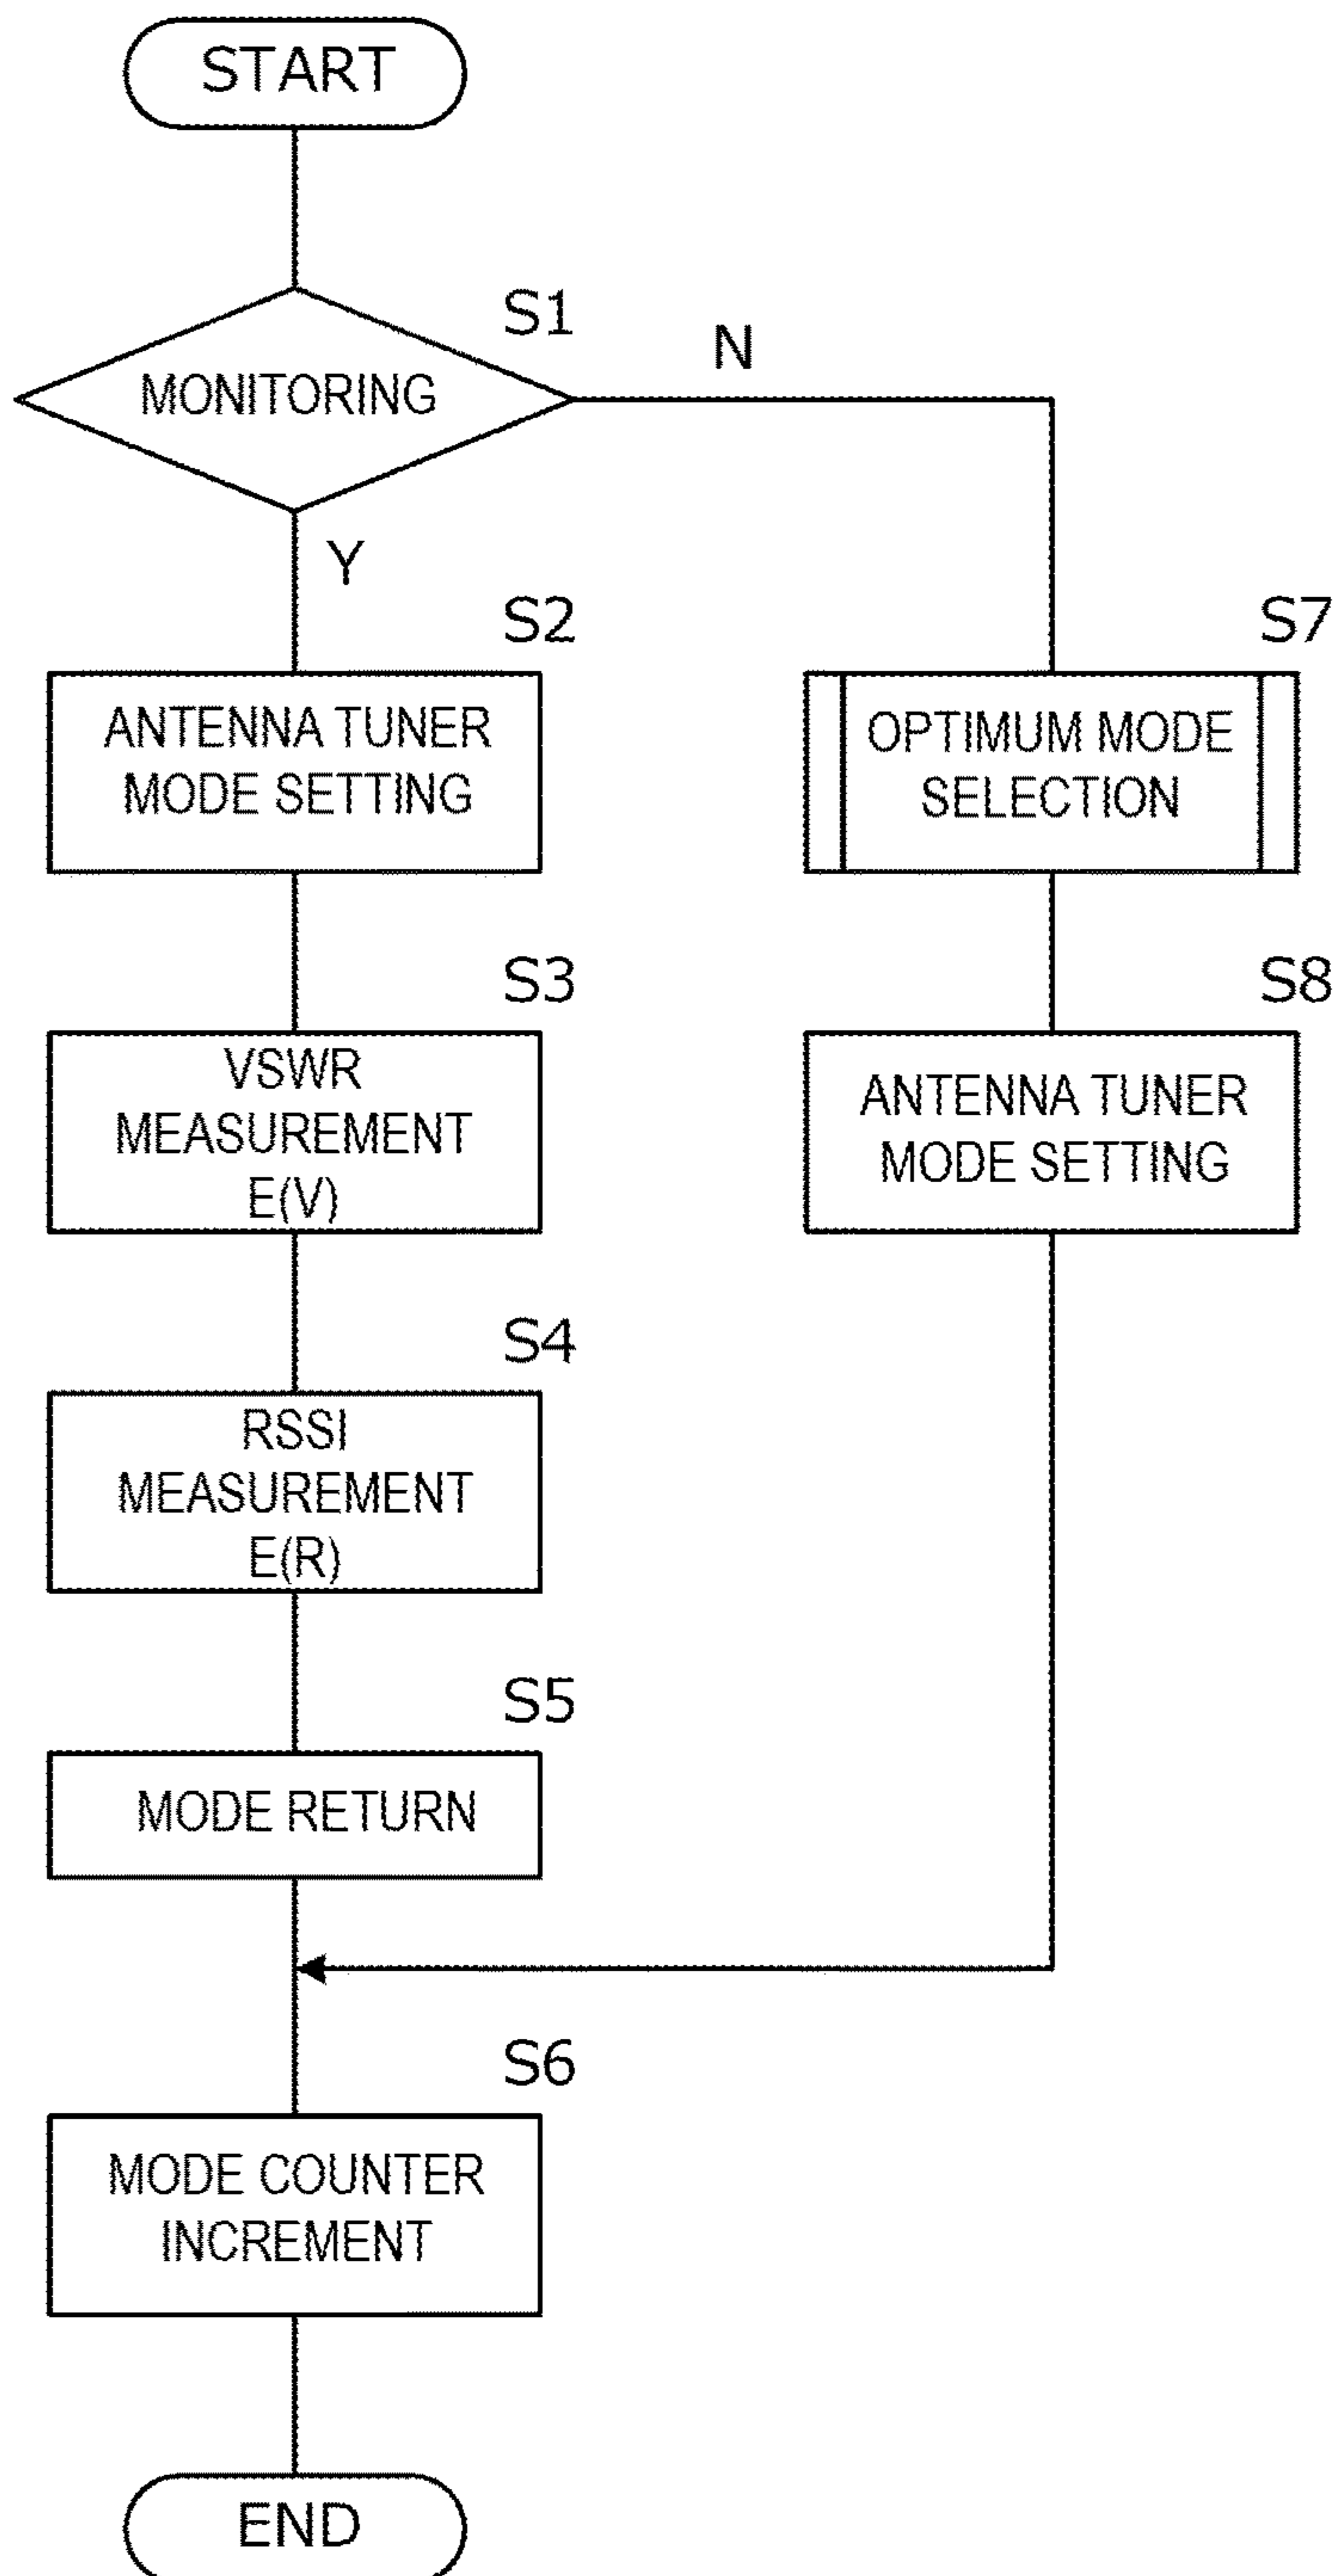 START
S1
MONITORING
N
Y
S2
ANTENNA TUNER
MODE SETTING
S7
OPTIMUM MODE
SELECTION
S3
VSWR
MEASUREMENT
E(V)
S8
ANTENNA TUNER
MODE SETTING
S4
RSSI
MEASUREMENT
E(R)
S5
MODE RETURN
S6
MODE COUNTER
INCREMENT
END